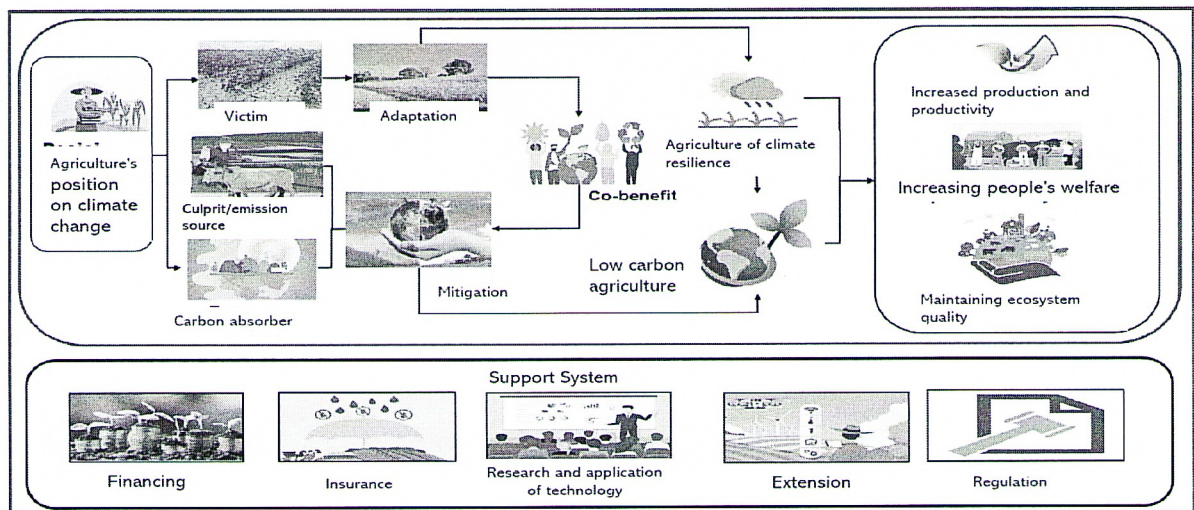 Agriculture's
position
on climate
change
Victim
Adaptation
Culprit/emission
source
Carbon absorber
Mitigation
Co-benefit
Agriculture of climate
resilience
Low carbon
agriculture
Increased production and
productivity
Increasing people's welfare
Maintaining ecosystem
quality
Support System
Financing
Insurance
Research and application
of technology
Extension
Regulation